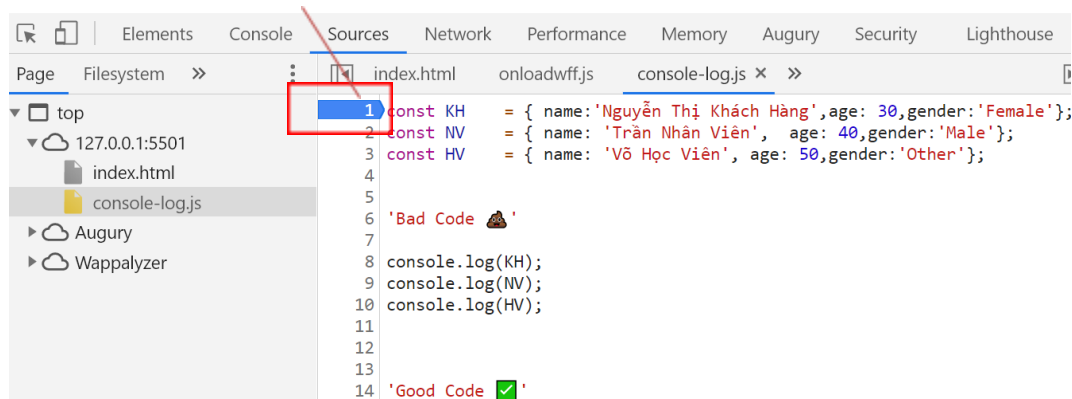 Elements Console Sources Network Performance Memory Augury Security Lighthouse
Page Filesystem » index.html onloadwff.js console-log.js × »
top
127.0.0.1:5501
index.html
console-log.js
Augury
Wappalyzer
1 const KH = { name:'Nguyễn Thị Khách Hàng',age: 30,gender:'Female'};
2 const NV = { name: 'Trần Nhân Viên', age: 40,gender:'Male'};
3 const HV = { name: 'Võ Học Viên', age: 50,gender:'Other'};
4
5
6 'Bad Code 💩'
7
8 console.log(KH);
9 console.log(NV);
10 console.log(HV);
11
12
13
14 'Good Code ✅'